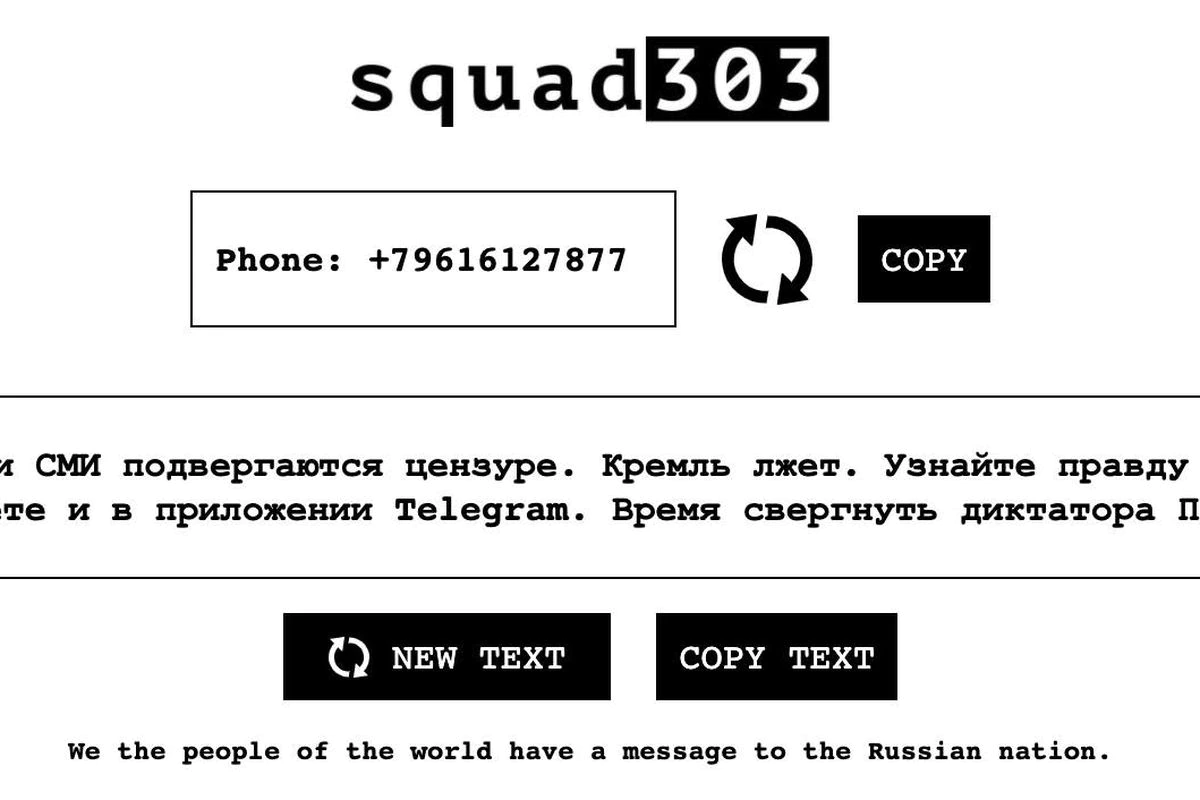 squad303
Phone: +79616127877
COPY
и СМИ подвергаются цензуре. Кремль лжет. Узнайте правду
те и в приложении Telegram. Время свергнуть диктатора П
NEW TEXT
COPY TEXT
We the people of the world have a message to the Russian nation.